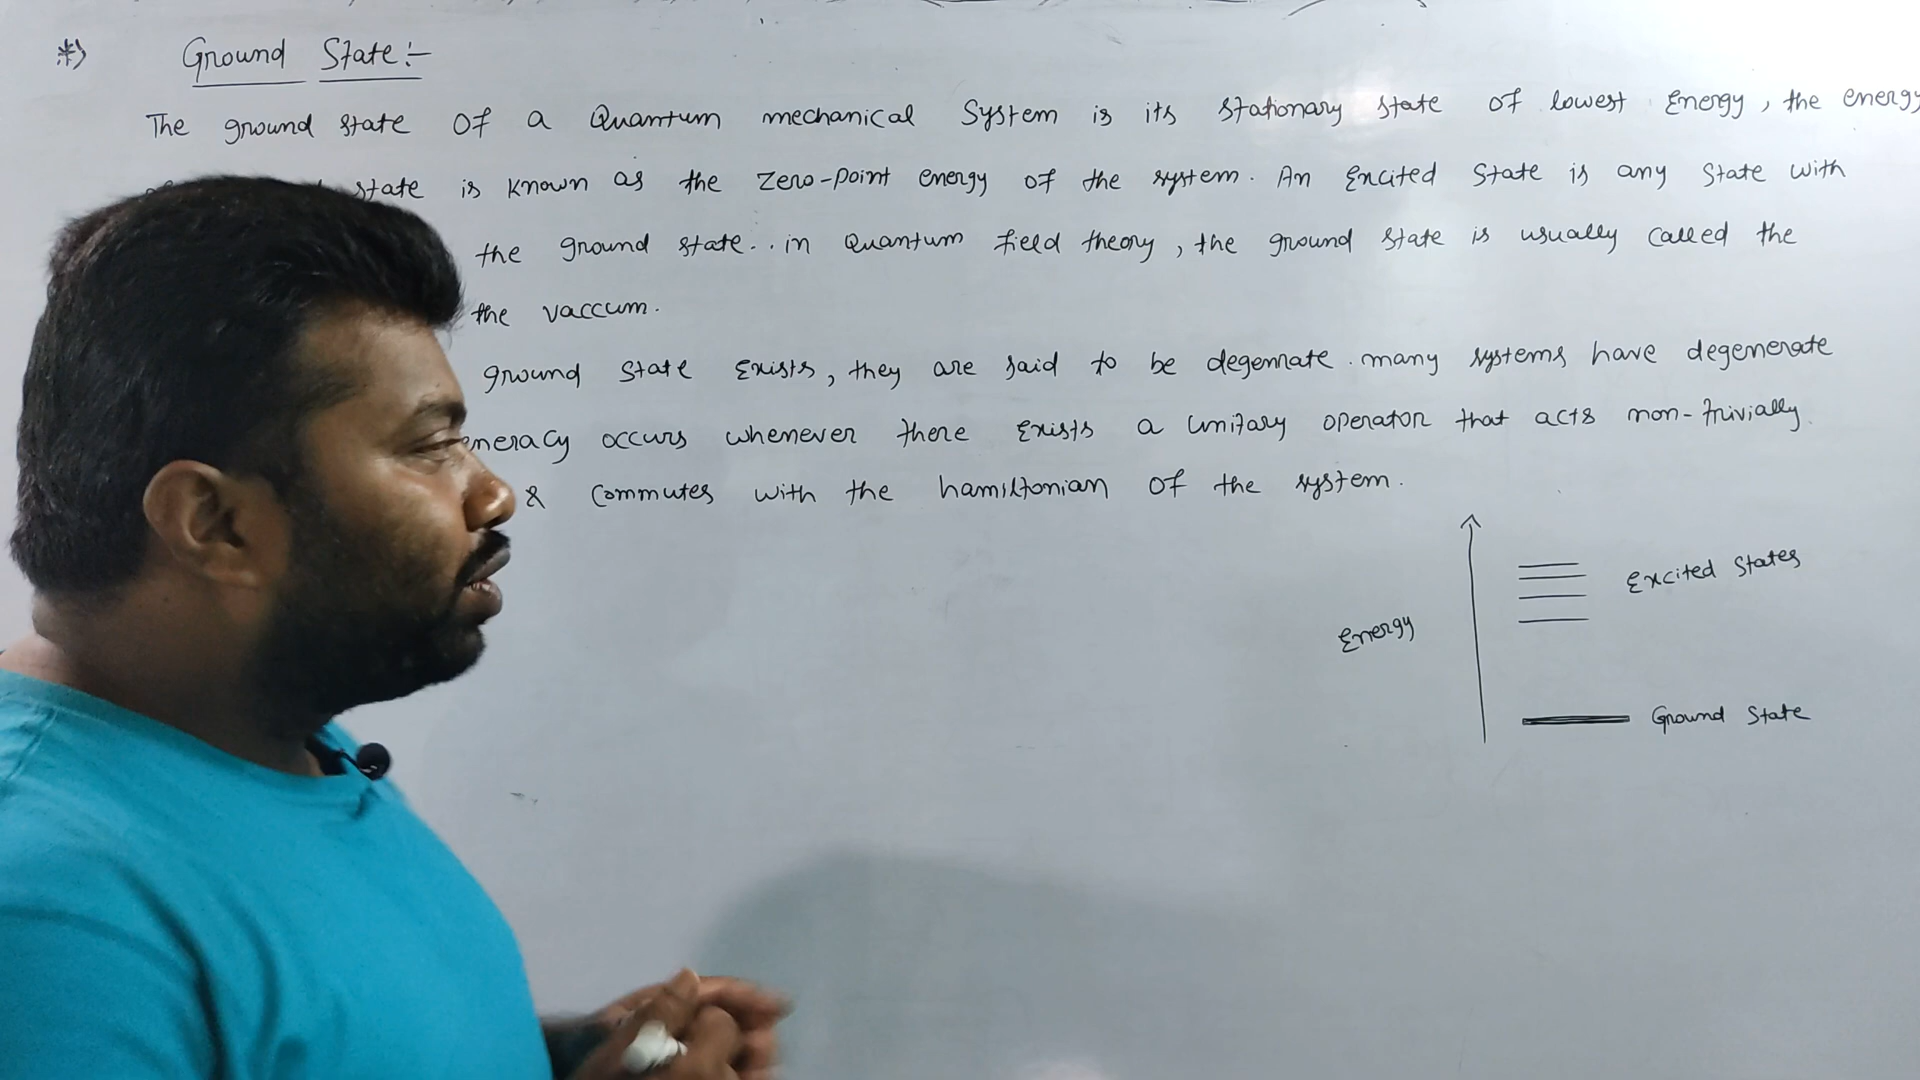 *) Ground State:-
The ground state of a Quantum mechanical System is its stationary state of lowest Energy, the energy
state is known as the zero-point energy of the system. An Excited State is any State with
the ground state.. in Quantum field theory, the ground state is usually called the
the vaccum.
ground State Exists, they are said to be degenrate. many systems have degenerate
eneracy occurs whenever there Exists a unitary operator that acts non-trivially.
& Commutes with the hamiltonian of the system.
Excited States
Energy
Ground State